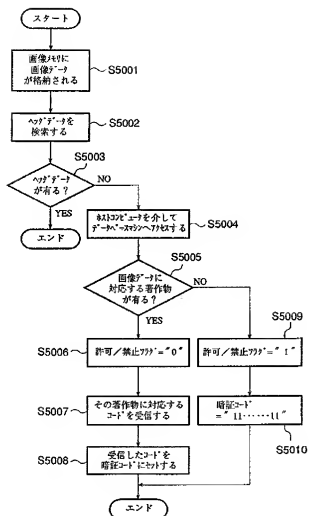 スタート
画像メモリに
画像データ
が格納される
S5001
ヘッダデータを
検索する
S5002
S5003
ヘッダデータ
が有る?
NO
YES
エンド
ホストコンピュータを介して
データベースマシンへアクセスする
S5004
S5005
画像データに
対応する著作物
が有る?
NO
YES
S5009
S5006
許可/禁止フラグ="0"
許可/禁止フラグ="1"
S5007
その著作物に対応する
コードを受信する
暗証コード
="11……11"
S5010
S5008
受信したコードを
暗証コードにセットする
エンド